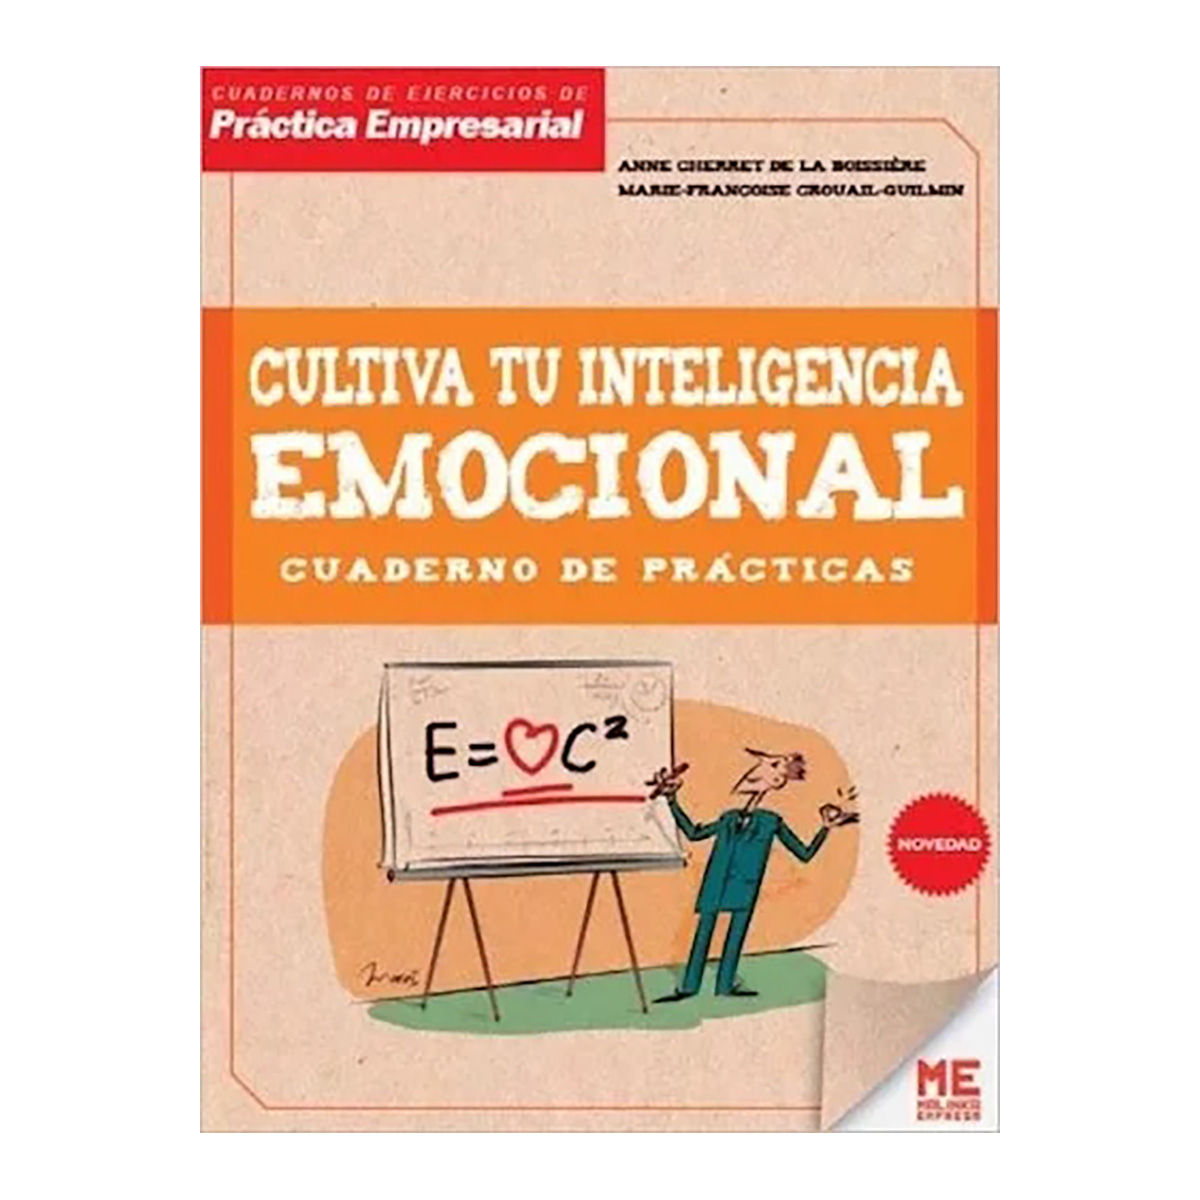 CUADERNOS DE EJERCICIOS DE
Práctica Empresarial
ANNE CHERRET DE LA BOISSIÈRE
MARIE-FRANÇOISE CROUAIL-GUILMIN
CULTIVA TU INTELIGENCIA
EMOCIONAL
CUADERNO DE PRÁCTICAS
E=♥C²
NOVEDAD
ME
MALINKA
EXPRESS